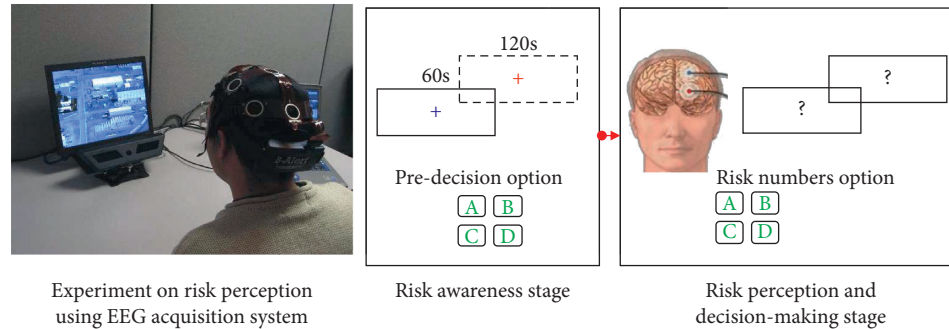 B-Alert
60s
120s
+
+
Pre-decision option
A B
C D
?
?
Risk numbers option
A B
C D
Experiment on risk perception
using EEG acquisition system
Risk awareness stage
Risk perception and
decision-making stage